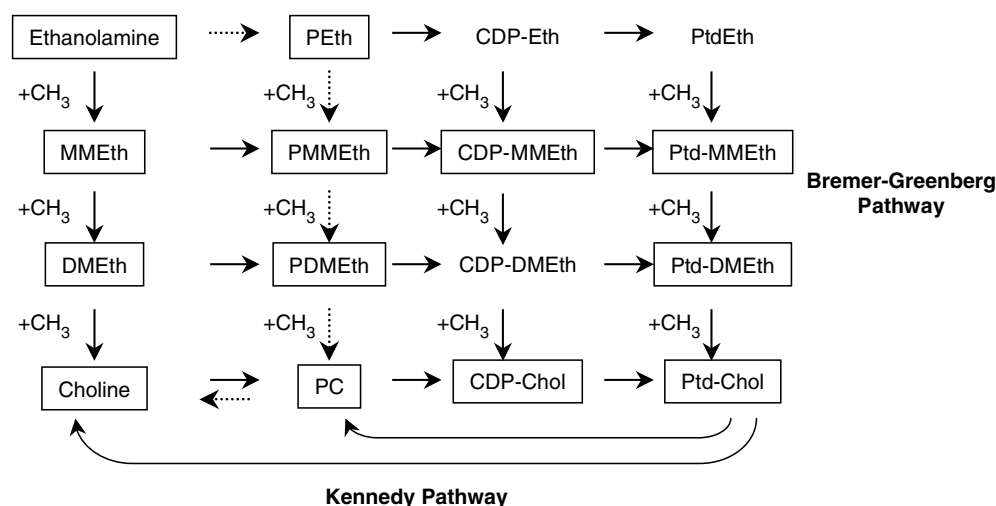 Ethanolamine PEth CDP-Eth PtdEth
+CH3 +CH3 +CH3 +CH3
MMEth PMMEth CDP-MMEth Ptd-MMEth
Bremer-Greenberg
Pathway
+CH3 +CH3 +CH3 +CH3
DMEth PDMEth CDP-DMEth Ptd-DMEth
+CH3 +CH3 +CH3 +CH3
Choline PC CDP-Chol Ptd-Chol
Kennedy Pathway